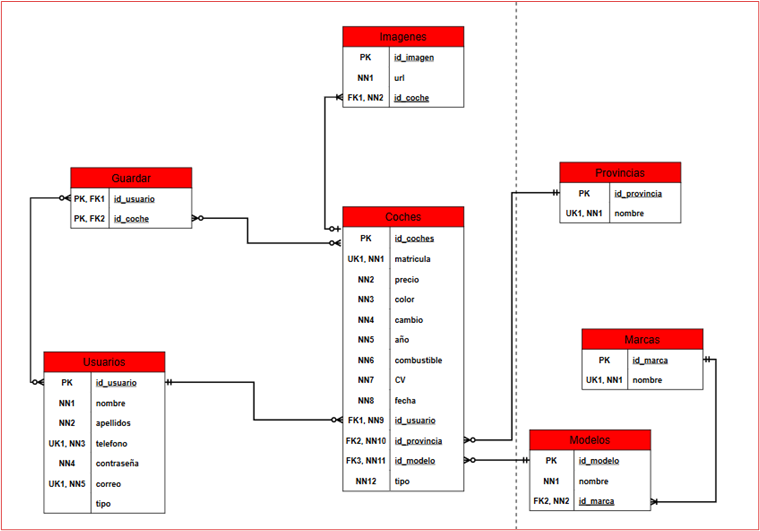 Imagenes
PK id_imagen
NN1 url
FK1, NN2 id_coche
Guardar
PK, FK1 id_usuario
PK, FK2 id_coche
Provincias
PK id_provincia
UK1, NN1 nombre
Coches
PK id_coches
UK1, NN1 matricula
NN2 precio
NN3 color
NN4 cambio
NN5 año
NN6 combustible
NN7 CV
NN8 fecha
FK1, NN9 id_usuario
FK2, NN10 id_provincia
FK3, NN11 id_modelo
NN12 tipo
Marcas
PK id_marca
UK1, NN1 nombre
Usuarios
PK id_usuario
NN1 nombre
NN2 apellidos
UK1, NN3 telefono
NN4 contraseña
UK1, NN5 correo
tipo
Modelos
PK id_modelo
NN1 nombre
FK2, NN2 id_marca